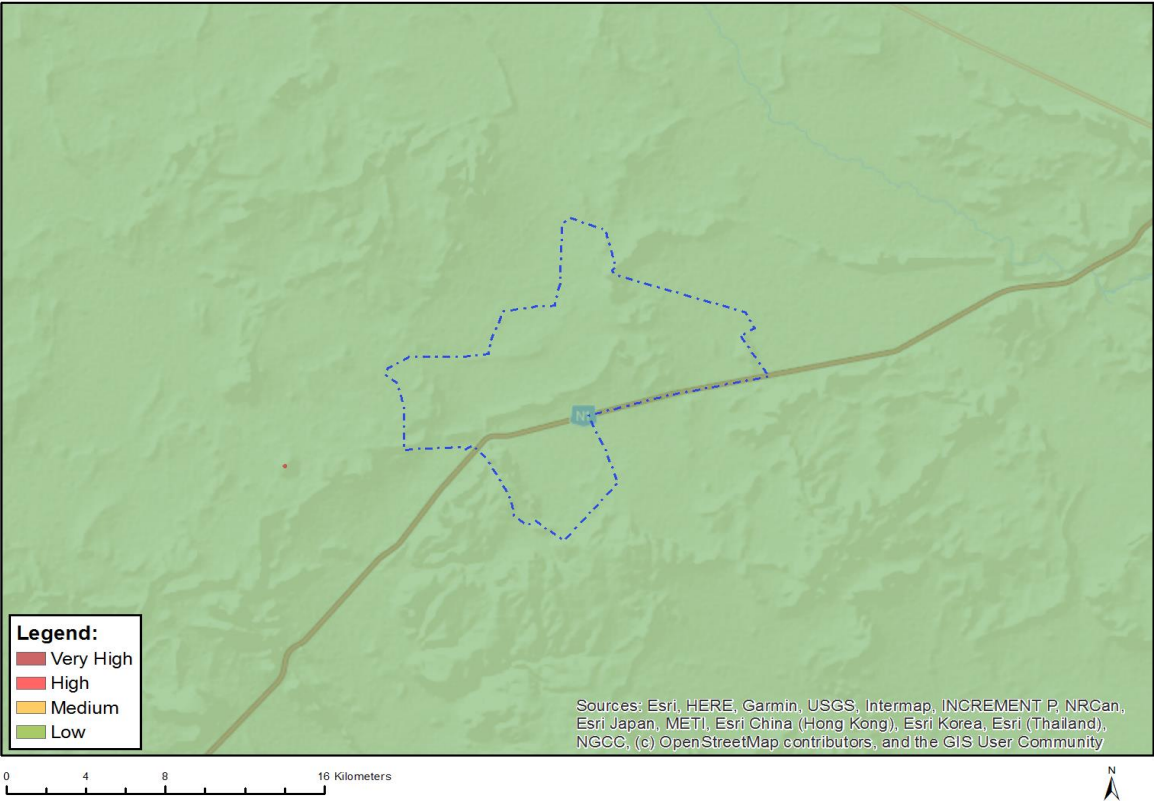 Legend:
Very High
High
Medium
Low
Sources: Esri, HERE, Garmin, USGS, Intermap, INCREMENT P, NRCan,
Esri Japan, METI, Esri China (Hong Kong), Esri Korea, Esri (Thailand),
NGCC, (c) OpenStreetMap contributors, and the GIS User Community
0 4 8 16 Kilometers
N